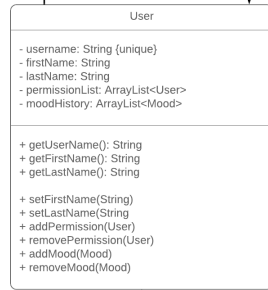 User
- username: String {unique}
- firstName: String
- lastName: String
- permissionList: ArrayList<User>
- moodHistory: ArrayList<Mood>
+ getUserName(): String
+ getFirstName(): String
+ getLastName(): String
+ setFirstName(String)
+ setLastName(String
+ addPermission(User)
+ removePermission(User)
+ addMood(Mood)
+ removeMood(Mood)